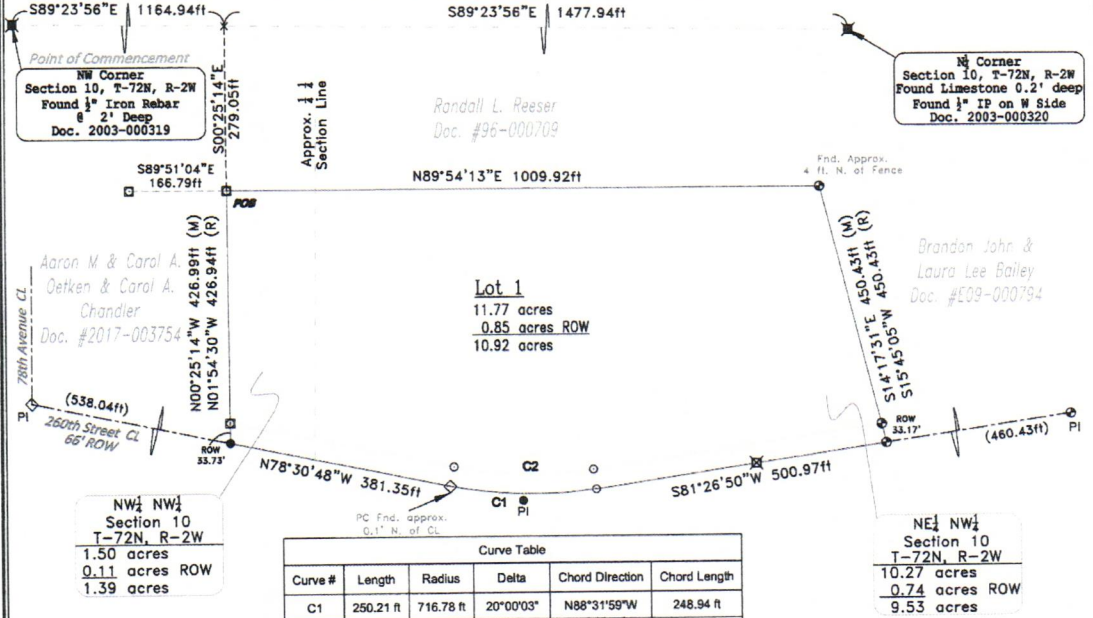 S89°23'56"E 1164.94ft
S89°23'56"E 1477.94ft
Point of Commencement
NW Corner
Section 10, T-72N, R-2W
Found ½" Iron Rebar
@ 2' Deep
Doc. 2003-000319
S00°25'14"E
279.05ft
Approx. ¼ ¼
Section Line
Randall L. Reeser
Doc. #96-000709
N¼ Corner
Section 10, T-72N, R-2W
Found Limestone 0.2' deep
Found ½" IP on W Side
Doc. 2003-000320
S89°51'04"E
166.79ft
POB
N89°54'13"E 1009.92ft
Fnd. Approx.
4 ft. N. of Fence
Aaron M & Carol A.
Oetken & Carol A.
Chandler
Doc. #2017-003754
78th Avenue CL
N00°25'14"W 426.99ft (M)
N01°54'30"W 426.94ft (R)
Lot 1
11.77 acres
0.85 acres ROW
10.92 acres
S14°17'31"E 450.43ft (M)
S15°45'05"W 450.43ft (R)
Brandon John &
Laura Lee Bailey
Doc. #E09-000794
PI
(538.04ft)
260th Street CL
66' ROW
ROW
33.73'
ROW
33.17'
(460.43ft)
PI
N78°30'48"W 381.35ft
C2
C1
PI
S81°26'50"W 500.97ft
PC Fnd. approx.
0.1' N. of CL
NW¼ NW¼
Section 10
T-72N, R-2W
1.50 acres
0.11 acres ROW
1.39 acres
NE¼ NW¼
Section 10
T-72N, R-2W
10.27 acres
0.74 acres ROW
9.53 acres
Curve Table
Curve # Length Radius Delta Chord Direction Chord Length
C1 250.21 ft 716.78 ft 20°00'03" N88°31'59"W 248.94 ft